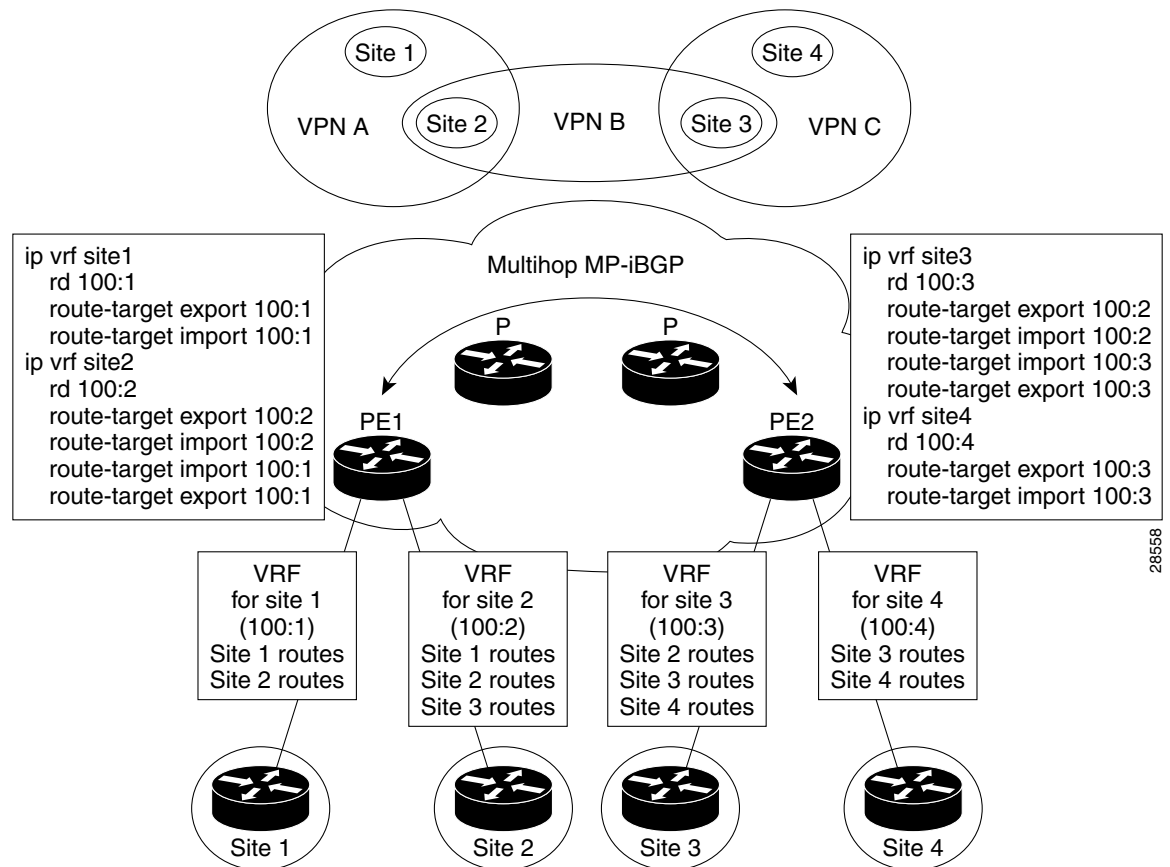 Site 1
Site 4
VPN A
Site 2
VPN B
Site 3
VPN C
ip vrf site1
rd 100:1
route-target export 100:1
route-target import 100:1
ip vrf site2
rd 100:2
route-target export 100:2
route-target import 100:2
route-target import 100:1
route-target export 100:1
Multihop MP-iBGP
P
P
PE1
PE2
ip vrf site3
rd 100:3
route-target export 100:2
route-target import 100:2
route-target import 100:3
route-target export 100:3
ip vrf site4
rd 100:4
route-target export 100:3
route-target import 100:3
28558
VRF
for site 1
(100:1)
Site 1 routes
Site 2 routes
VRF
for site 2
(100:2)
Site 1 routes
Site 2 routes
Site 3 routes
VRF
for site 3
(100:3)
Site 2 routes
Site 3 routes
Site 4 routes
VRF
for site 4
(100:4)
Site 3 routes
Site 4 routes
Site 1
Site 2
Site 3
Site 4